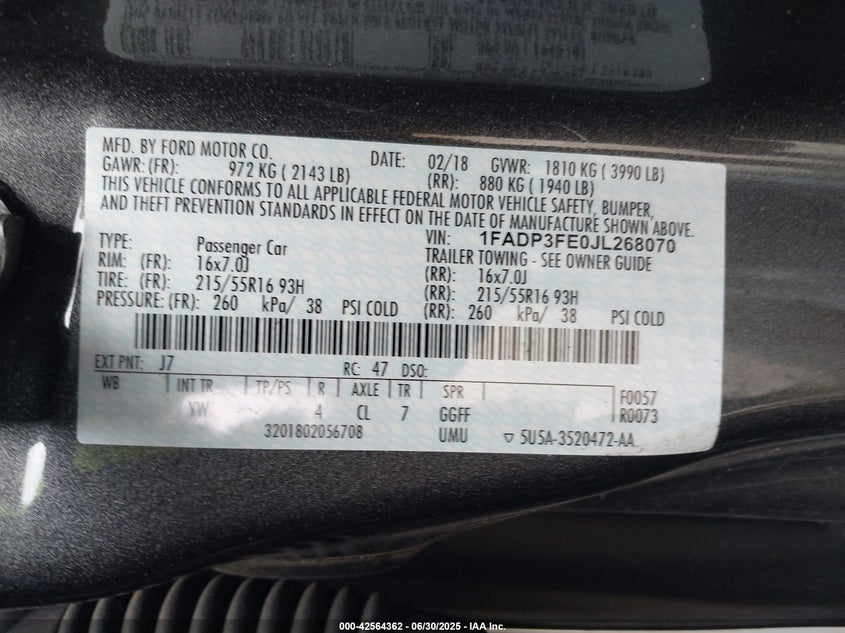 MFD. BY FORD MOTOR CO. DATE: 02/18 GVWR: 1810 KG ( 3990 LB)
GAWR: (FR): 972 KG ( 2143 LB) (RR): 880 KG ( 1940 LB)
THIS VEHICLE CONFORMS TO ALL APPLICABLE FEDERAL MOTOR VEHICLE SAFETY, BUMPER,
AND THEFT PREVENTION STANDARDS IN EFFECT ON THE DATE OF MANUFACTURE SHOWN ABOVE.
VIN: 1FADP3FE0JL268070
TYPE: Passenger Car TRAILER TOWING - SEE OWNER GUIDE
RIM: (FR): 16x7.0J (RR): 16x7.0J
TIRE: (FR): 215/55R16 93H (RR): 215/55R16 93H
PRESSURE: (FR): 260 kPa/ 38 PSI COLD (RR): 260 kPa/ 38 PSI COLD
EXT PNT: J7 RC: 47 DSO:
WB INT TR TP/PS R AXLE TR SPR F0057
YW 4 CL 7 GGFF R0073
3201802056708 UMU ▽ 5U5A-3520472-AA
000-42564362 - 06/30/2025 - IAA Inc.